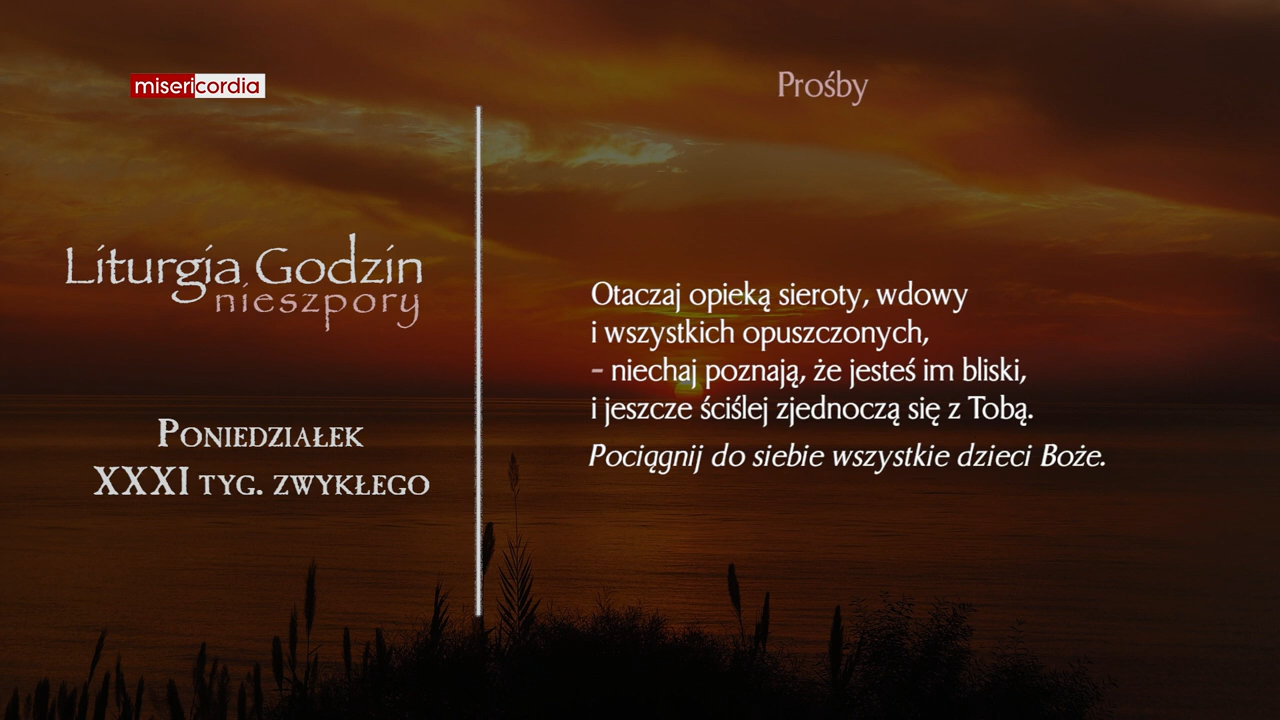 misericordia
Liturgia Godzin
nieszpory
Poniedziałek
XXXI tyg. zwykłego
Prośby
Otaczaj opieką sieroty, wdowy
i wszystkich opuszczonych,
– niechaj poznają, że jesteś im bliski,
i jeszcze ściślej zjednoczą się z Tobą.
Pociągnij do siebie wszystkie dzieci Boże.